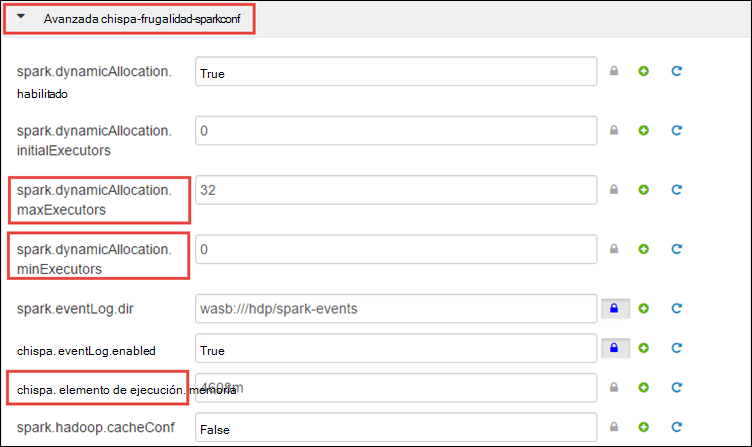 Avanzada chispa-frugalidad-sparkconf
spark.dynamicAllocation.
habilitado
True
spark.dynamicAllocation.
initialExecutors
0
spark.dynamicAllocation.
maxExecutors
32
spark.dynamicAllocation.
minExecutors
0
spark.eventLog.dir
wasb:///hdp/spark-events
chispa. eventLog.enabled
True
chispa. elemento de ejecución. memoria
4608m
spark.hadoop.cacheConf
False